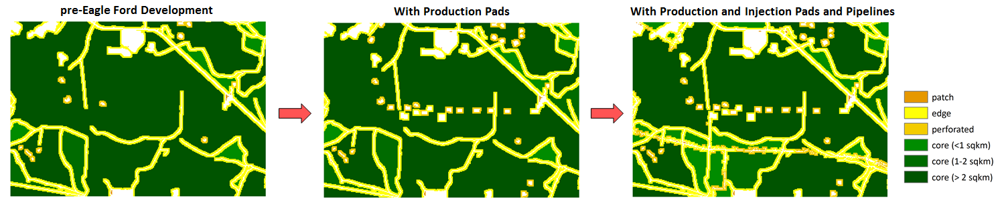 pre-Eagle Ford Development
With Production Pads
With Production and Injection Pads and Pipelines
patch
edge
perforated
core (<1 sqkm)
core (1-2 sqkm)
core (> 2 sqkm)